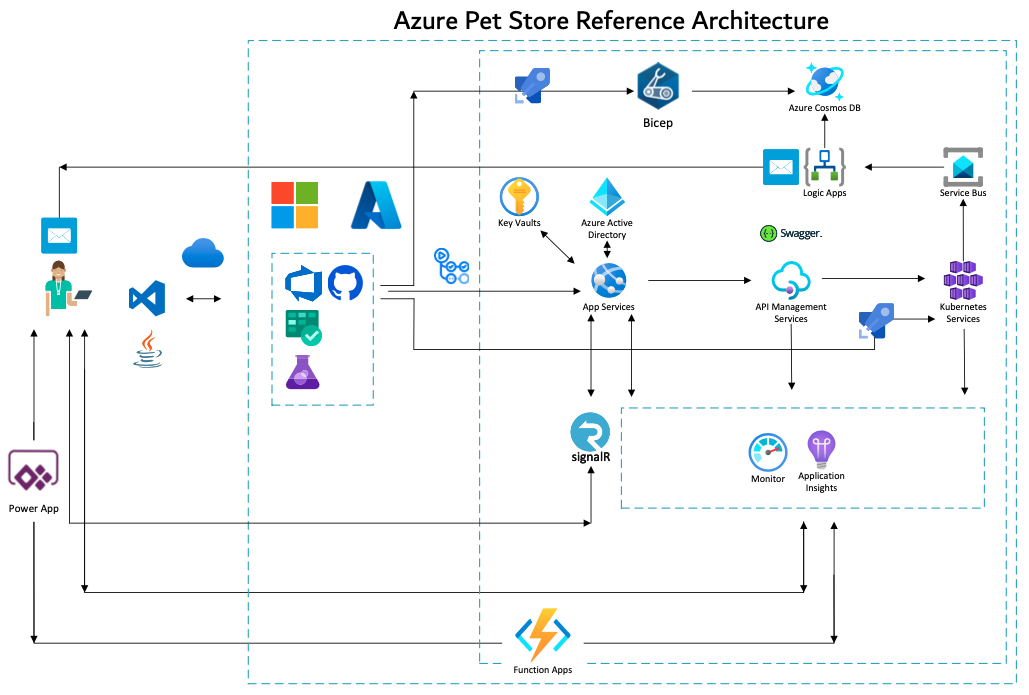 Azure Pet Store Reference Architecture
Bicep
Azure Cosmos DB
Logic Apps
Service Bus
Key Vaults
Azure Active
Directory
Swagger.
App Services
API Management
Services
Kubernetes
Services
signalR
Monitor
Application
Insights
Power App
Function Apps